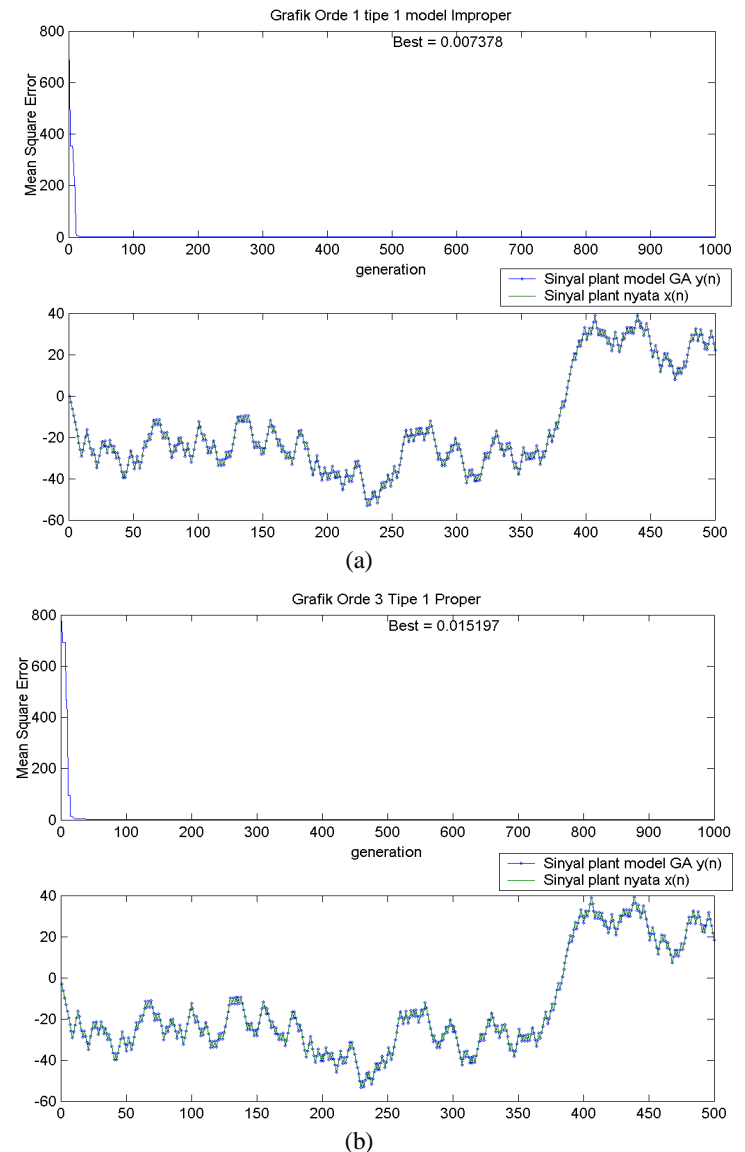 Grafik Orde 1 tipe 1 model Improper
Best = 0.007378
Mean Square Error
800
600
400
200
0
0 100 200 300 400 500 600 700 800 900 1000
generation
Sinyal plant model GA y(n)
Sinyal plant nyata x(n)
40
20
0
-20
-40
-60
0 50 100 150 200 250 300 350 400 450 500
(a)
Grafik Orde 3 Tipe 1 Proper
Best = 0.015197
Mean Square Error
800
600
400
200
0
0 100 200 300 400 500 600 700 800 900 1000
generation
Sinyal plant model GA y(n)
Sinyal plant nyata x(n)
40
20
0
-20
-40
-60
0 50 100 150 200 250 300 350 400 450 500
(b)